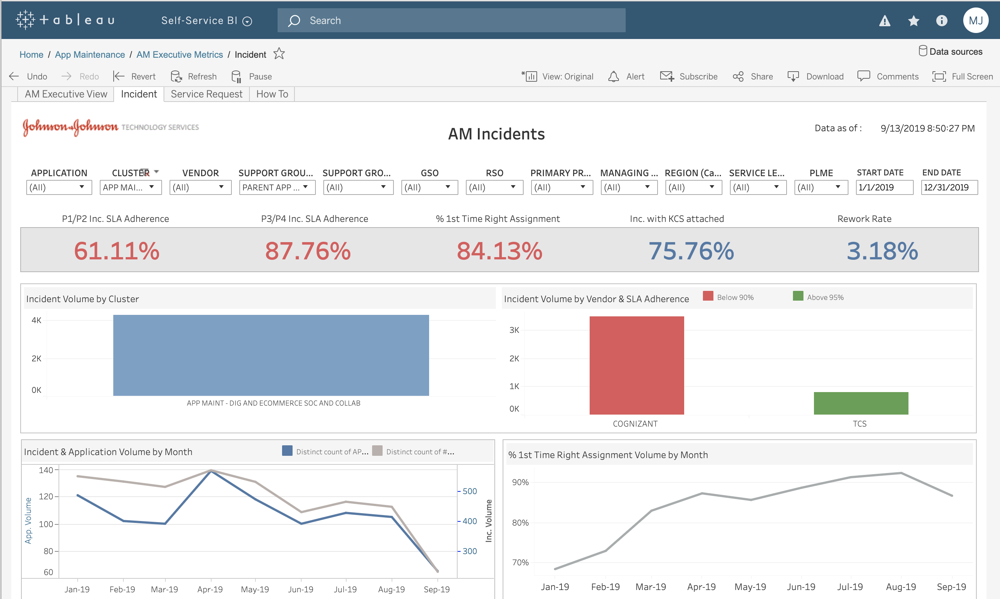 +ableau
Self-Service BI
Search
MJ
Home / App Maintenance / AM Executive Metrics / Incident
Data sources
Undo Redo Revert Refresh Pause View: Original Alert Subscribe Share Download Comments Full Screen
AM Executive View Incident Service Request How To
Johnson+Johnson TECHNOLOGY SERVICES
AM Incidents
Data as of : 9/13/2019 8:50:27 PM
APPLICATION CLUSTER VENDOR SUPPORT GROU... SUPPORT GRO... GSO RSO PRIMARY PR... MANAGING ... REGION (Ca... SERVICE LE... PLME START DATE END DATE
(All) APP MAI... (All) PARENT APP ... (All) (All) (All) (All) (All) (All) (All) (All) 1/1/2019 12/31/2019
P1/P2 Inc. SLA Adherence P3/P4 Inc. SLA Adherence % 1st Time Right Assignment Inc. with KCS attached Rework Rate
61.11% 87.76% 84.13% 75.76% 3.18%
Incident Volume by Cluster
4K
2K
0K
APP MAINT - DIG AND ECOMMERCE SOC AND COLLAB
Incident Volume by Vendor & SLA Adherence Below 90% Above 95%
3K
2K
1K
0K
COGNIZANT TCS
Incident & Application Volume by Month Distinct count of AP... Distinct count of #...
App. Volume
140
120
100
80
60
500
400
300
Inc. Volume
Jan-19 Feb-19 Mar-19 Apr-19 May-19 Jun-19 Jul-19 Aug-19 Sep-19
% 1st Time Right Assignment Volume by Month
90%
80%
70%
Jan-19 Feb-19 Mar-19 Apr-19 May-19 Jun-19 Jul-19 Aug-19 Sep-19